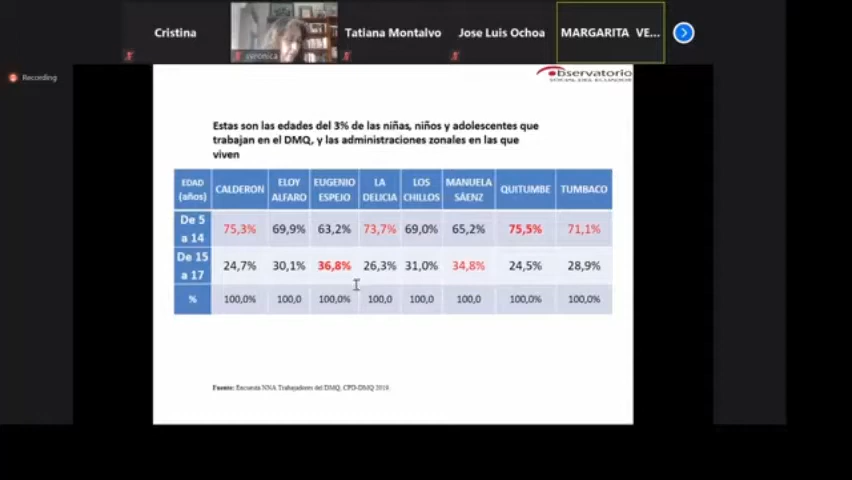 Cristina
Tatiana Montalvo
Jose Luis Ochoa
MARGARITA VE...
veronica
Recording
Observatorio
SOCIAL DEL ECUADOR
Estas son las edades del 3% de las niñas, niños y adolescentes que
trabajan en el DMQ, y las administraciones zonales en las que
viven
EDAD (años) CALDERON ELOY ALFARO EUGENIO ESPEJO LA DELICIA LOS CHILLOS MANUELA SÁENZ QUITUMBE TUMBACO
De 5 a 14 75,3% 69,9% 63,2% 73,7% 69,0% 65,2% 75,5% 71,1%
De 15 a 17 24,7% 30,1% 36,8% 26,3% 31,0% 34,8% 24,5% 28,9%
% 100,0% 100,0 100,0% 100,0 100,0 100,0 100,0% 100,0%
Fuente: Encuesta NNA Trabajadores del DMQ, CPD-DMQ 2019